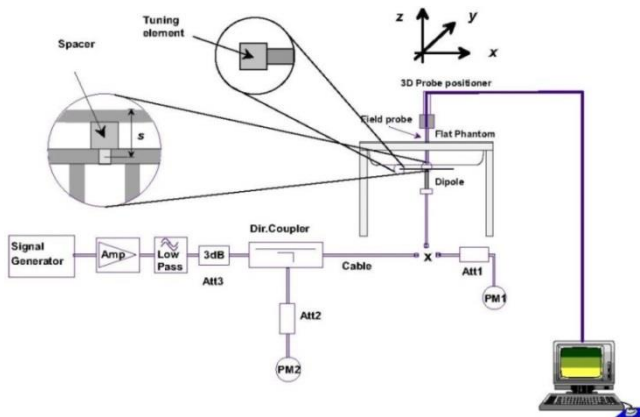 Tuning
element
Spacer
s
z
y
x
3D Probe positioner
Field probe
Flat Phantom
Dipole
Signal
Generator
Amp
Low
Pass
3dB
Att3
Dir.Coupler
Cable
x
Att1
PM1
Att2
PM2